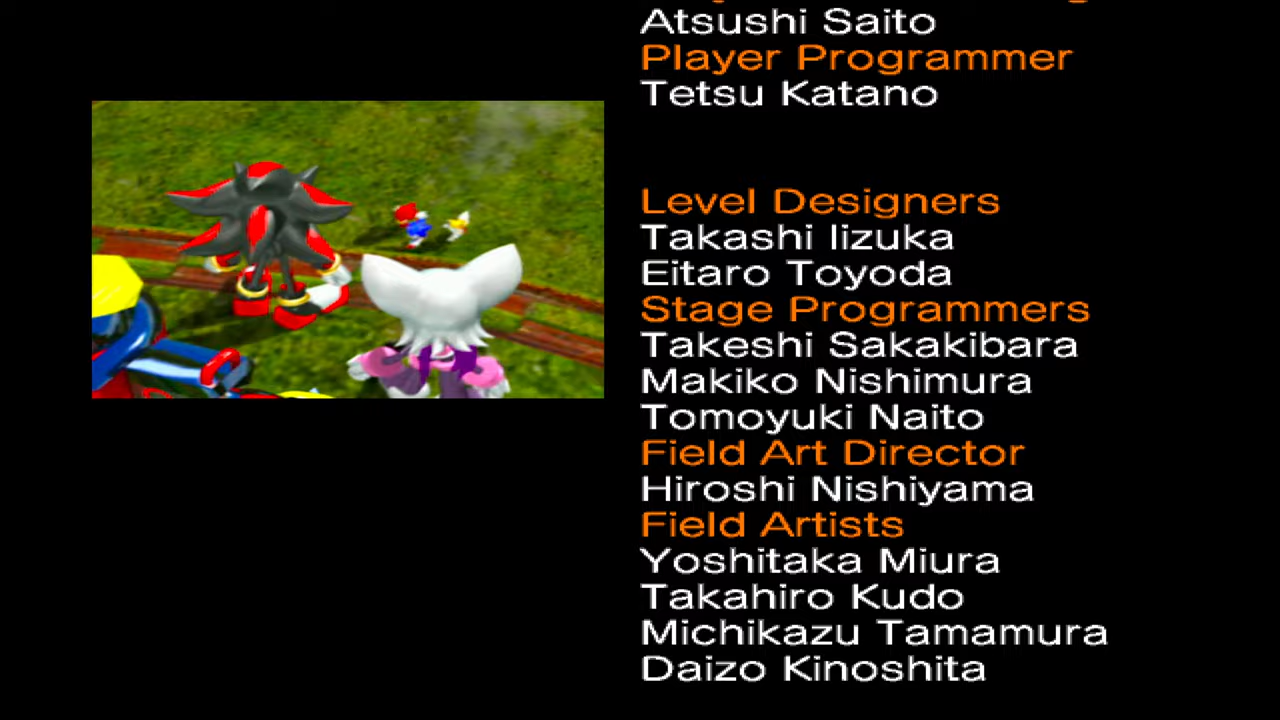 Atsushi Saito
Player Programmer
Tetsu Katano
Level Designers
Takashi Iizuka
Eitaro Toyoda
Stage Programmers
Takeshi Sakakibara
Makiko Nishimura
Tomoyuki Naito
Field Art Director
Hiroshi Nishiyama
Field Artists
Yoshitaka Miura
Takahiro Kudo
Michikazu Tamamura
Daizo Kinoshita